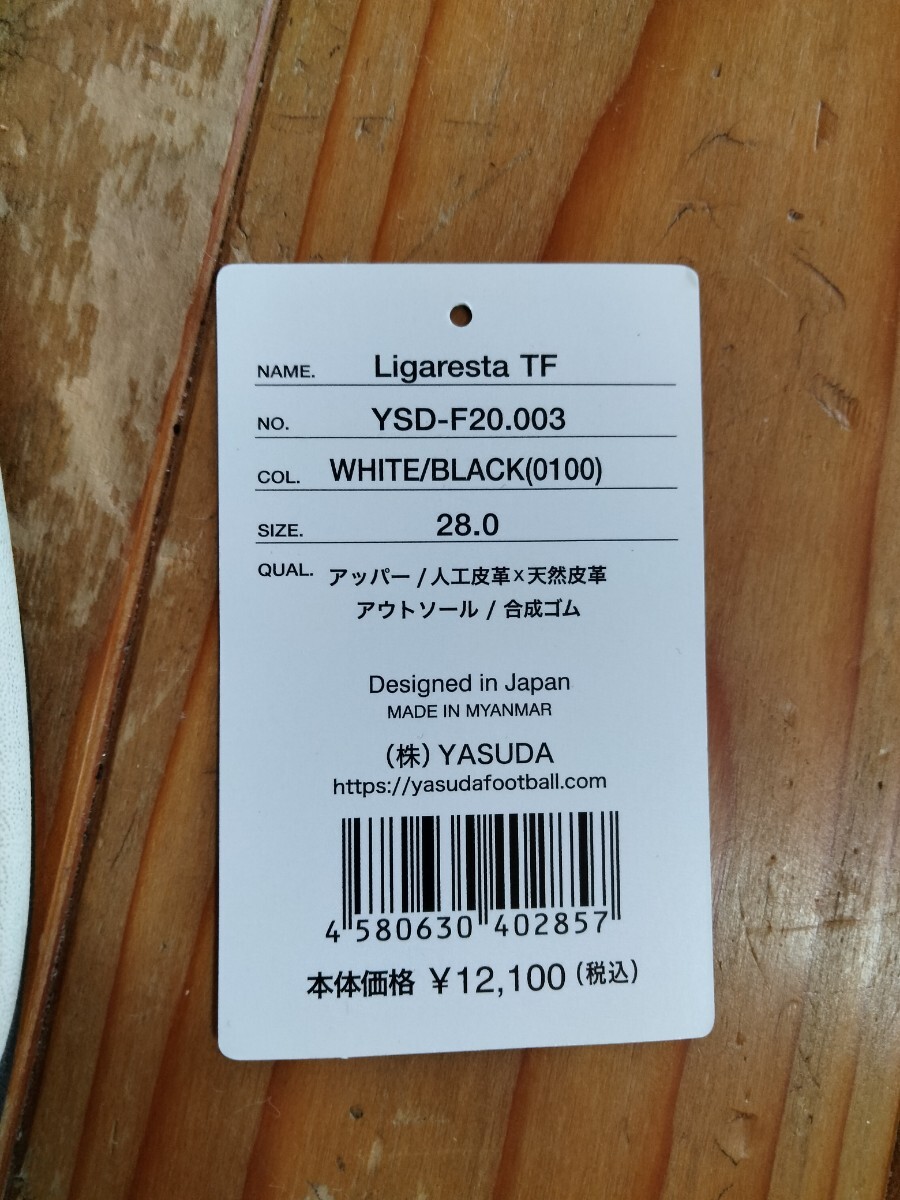 NAME. Ligaresta TF
NO. YSD-F20.003
COL. WHITE/BLACK(0100)
SIZE. 28.0
QUAL. アッパー / 人工皮革×天然皮革
アウトソール / 合成ゴム
Designed in Japan
MADE IN MYANMAR
(株) YASUDA
https://yasudafootball.com
4 580630 402857
本体価格 ¥12,100 (税込)